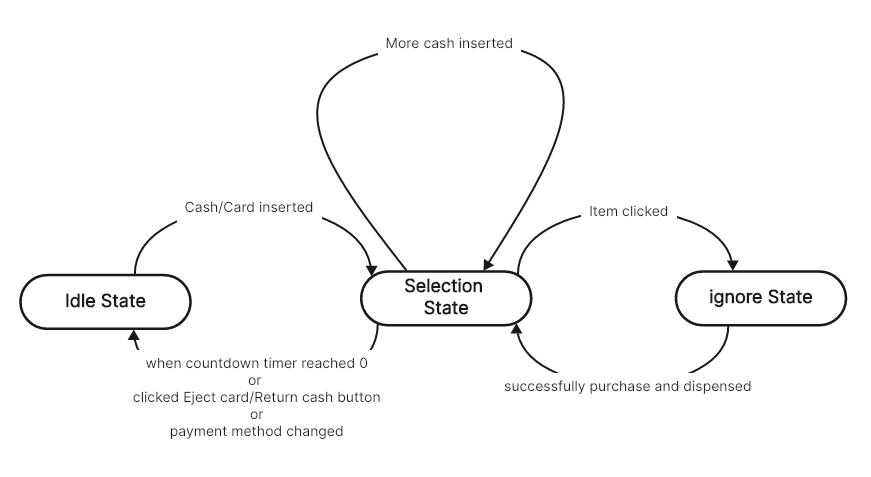 More cash inserted
Cash/Card inserted
Item clicked
Idle State
Selection
State
ignore State
when countdown timer reached 0
or
clicked Eject card/Return cash button
or
payment method changed
successfully purchase and dispensed